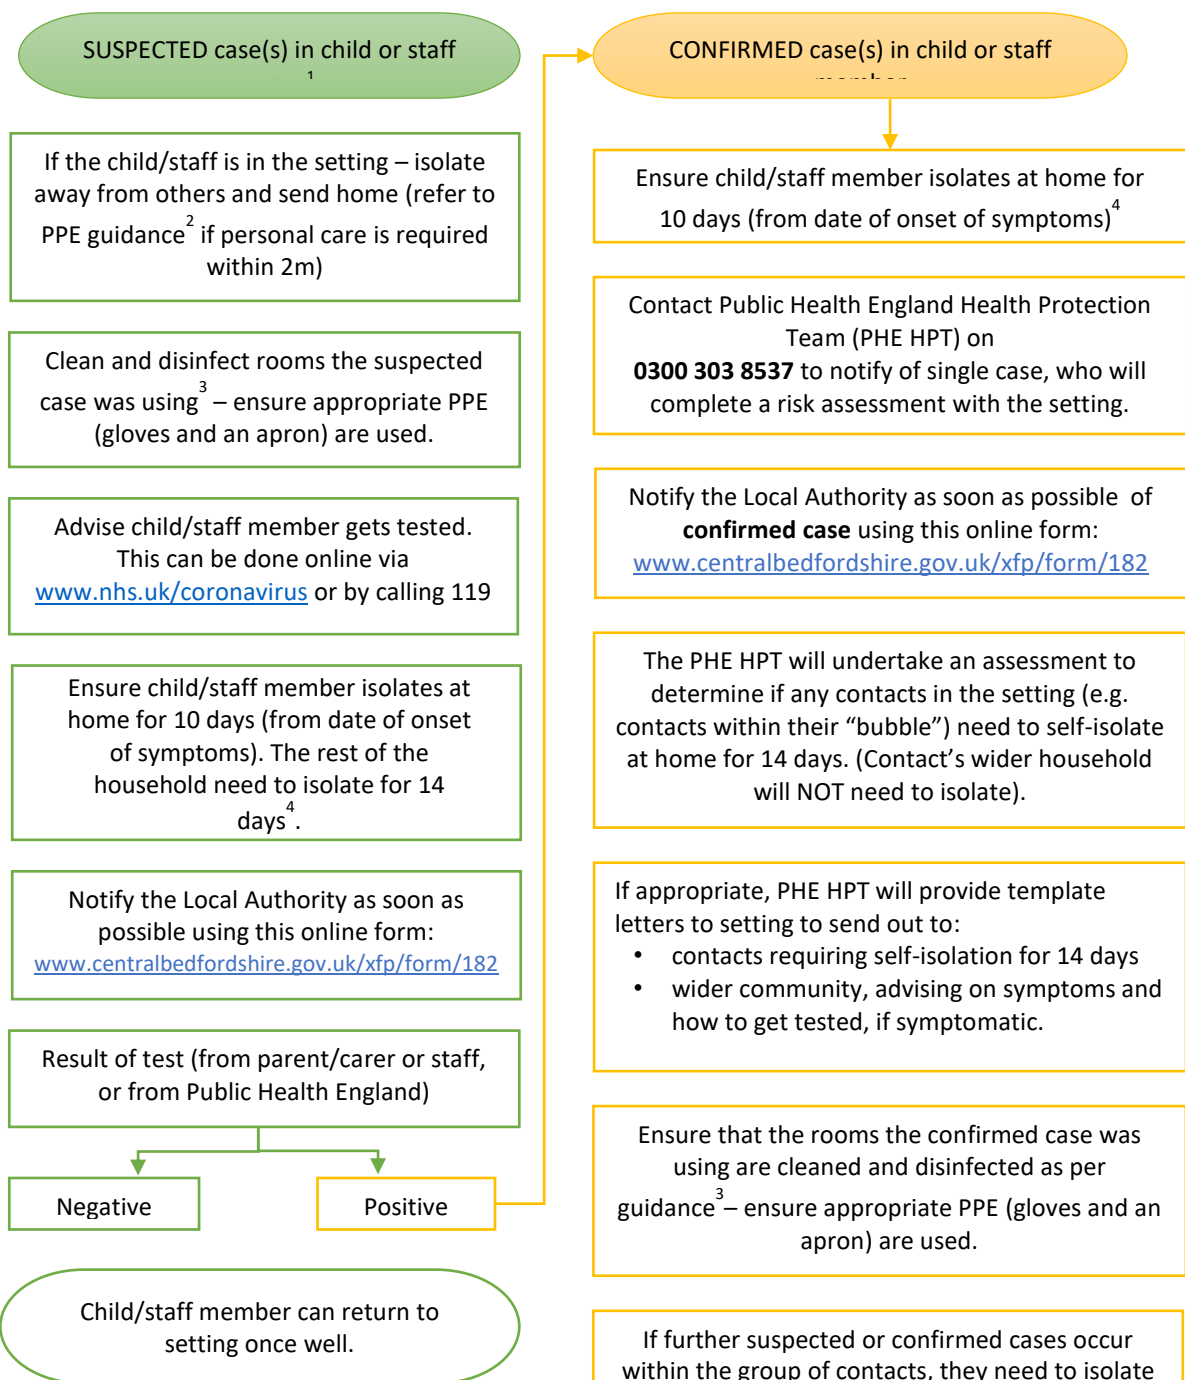 SUSPECTED case(s) in child or staff
1
If the child/staff is in the setting – isolate
away from others and send home (refer to
PPE guidance2 if personal care is required
within 2m)
Clean and disinfect rooms the suspected
case was using3 – ensure appropriate PPE
(gloves and an apron) are used.
Advise child/staff member gets tested.
This can be done online via
www.nhs.uk/coronavirus or by calling 119
Ensure child/staff member isolates at
home for 10 days (from date of onset
of symptoms). The rest of the
household need to isolate for 14
days4.
Notify the Local Authority as soon as
possible using this online form:
www.centralbedfordshire.gov.uk/xfp/form/182
Result of test (from parent/carer or staff,
or from Public Health England)
Negative
Positive
Child/staff member can return to
setting once well.
CONFIRMED case(s) in child or staff
member
Ensure child/staff member isolates at home for
10 days (from date of onset of symptoms)4
Contact Public Health England Health Protection
Team (PHE HPT) on
0300 303 8537 to notify of single case, who will
complete a risk assessment with the setting.
Notify the Local Authority as soon as possible of
confirmed case using this online form:
www.centralbedfordshire.gov.uk/xfp/form/182
The PHE HPT will undertake an assessment to
determine if any contacts in the setting (e.g.
contacts within their “bubble”) need to self-isolate
at home for 14 days. (Contact’s wider household
will NOT need to isolate).
If appropriate, PHE HPT will provide template
letters to setting to send out to:
• contacts requiring self-isolation for 14 days
• wider community, advising on symptoms and
how to get tested, if symptomatic.
Ensure that the rooms the confirmed case was
using are cleaned and disinfected as per
guidance3– ensure appropriate PPE (gloves and an
apron) are used.
If further suspected or confirmed cases occur
within the group of contacts, they need to isolate